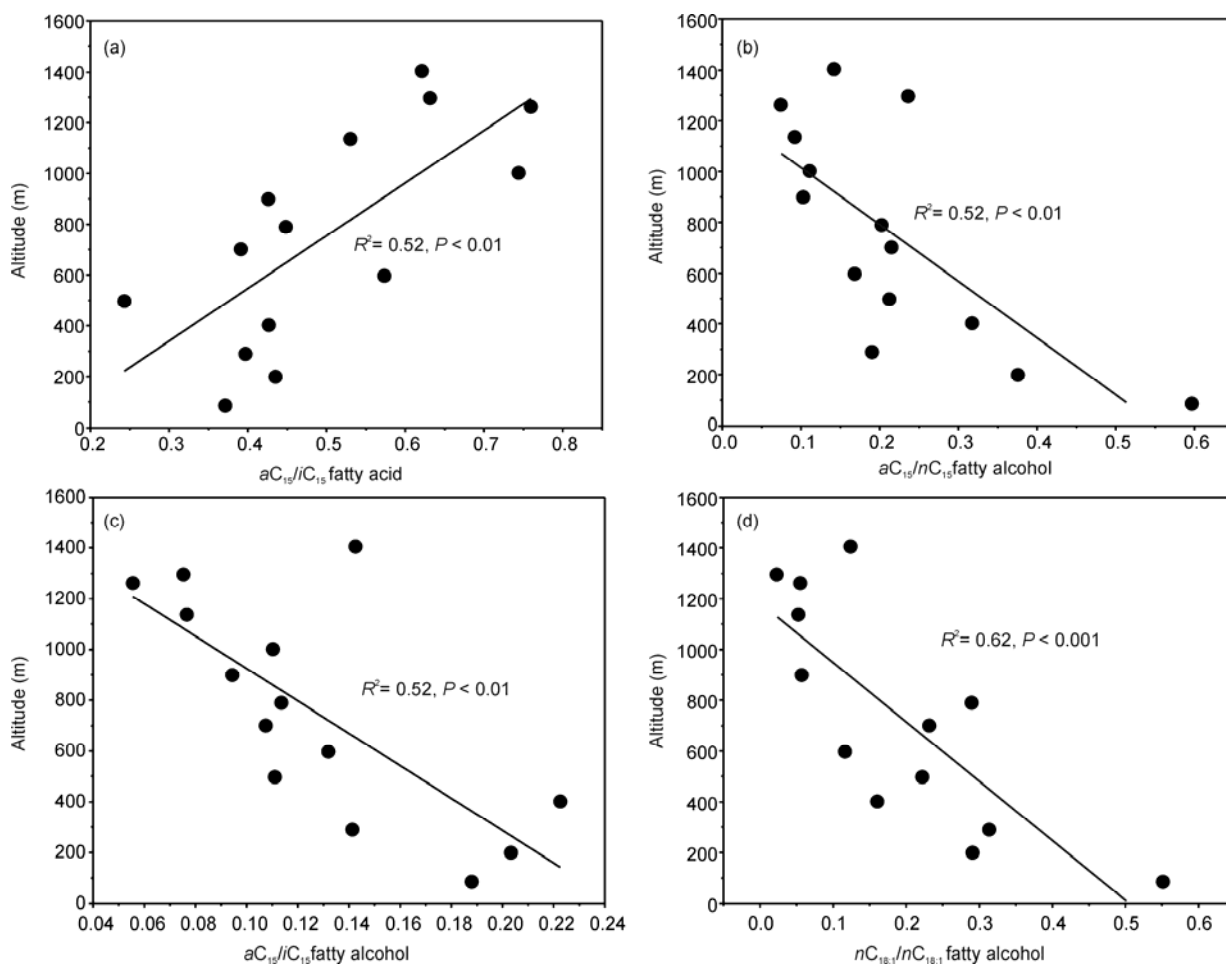 (a)
1600
1400
1200
1000
800
600
400
200
0
Altitude (m)
R²= 0.52, P < 0.01
0.2 0.3 0.4 0.5 0.6 0.7 0.8
aC₁₅/iC₁₅ fatty acid
(b)
1600
1400
1200
1000
800
600
400
200
0
Altitude (m)
R²= 0.52, P < 0.01
0.0 0.1 0.2 0.3 0.4 0.5 0.6
aC₁₅/nC₁₅ fatty alcohol
(c)
1600
1400
1200
1000
800
600
400
200
0
Altitude (m)
R²= 0.52, P < 0.01
0.04 0.06 0.08 0.10 0.12 0.14 0.16 0.18 0.20 0.22 0.24
aC₁₅/iC₁₅ fatty alcohol
(d)
1600
1400
1200
1000
800
600
400
200
0
Altitude (m)
R²= 0.62, P < 0.001
0.0 0.1 0.2 0.3 0.4 0.5 0.6
nC₁₈:₁/nC₁₈:₁ fatty alcohol